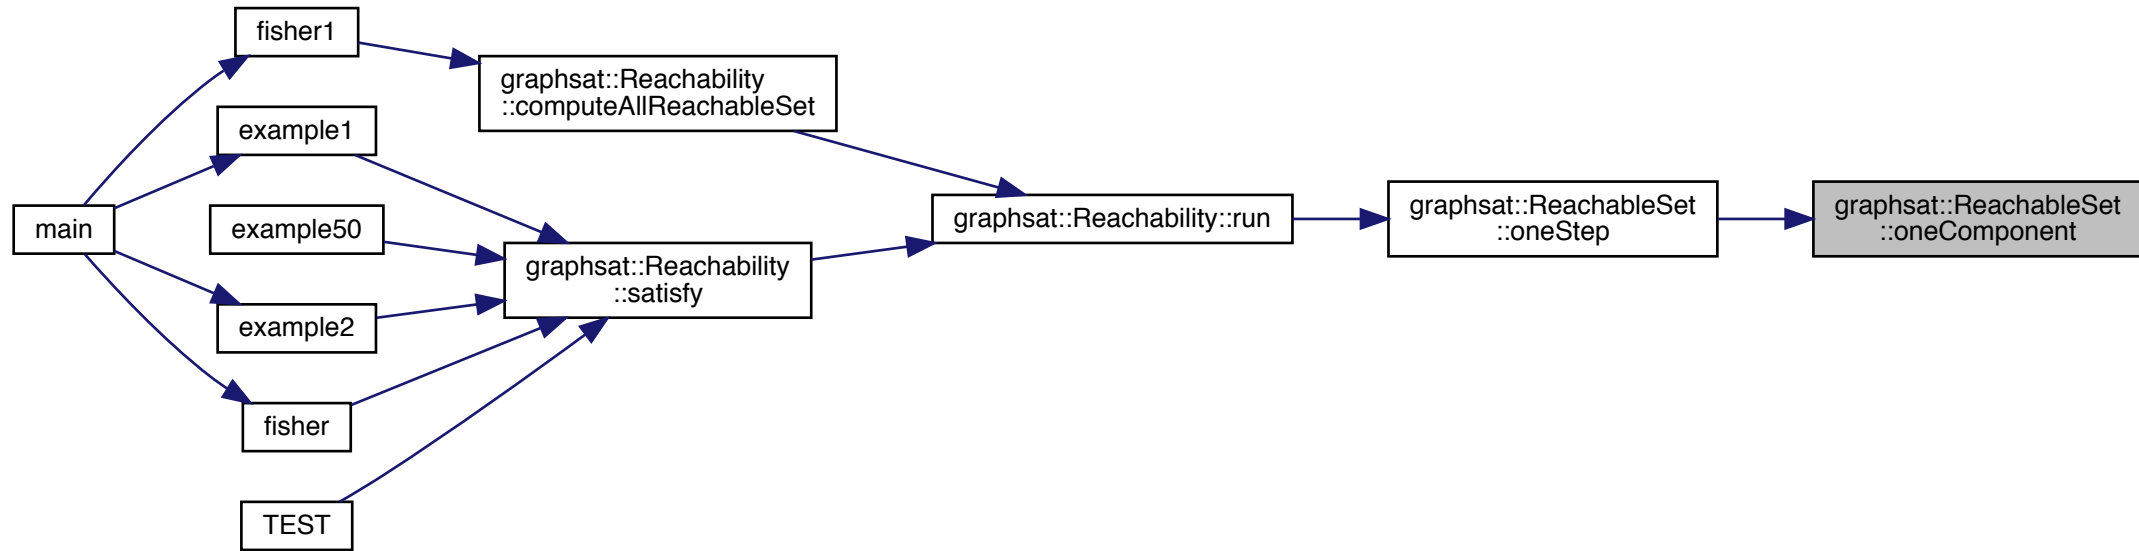 fisher1
graphsat::Reachability
::computeAllReachableSet
example1
main
example50
graphsat::Reachability
::satisfy
graphsat::Reachability::run
graphsat::ReachableSet
::oneStep
graphsat::ReachableSet
::oneComponent
example2
fisher
TEST